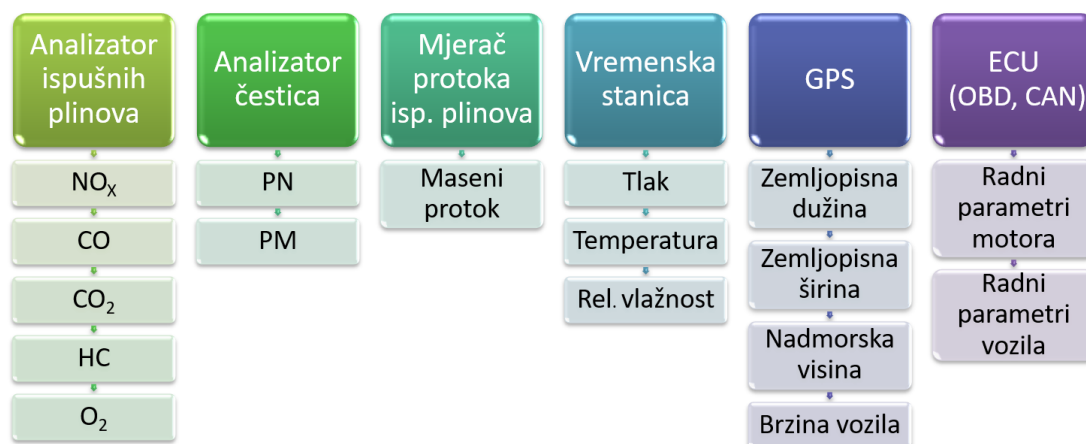 Analizator
ispušnih
plinova
NOₓ
CO
CO₂
HC
O₂
Analizator
čestica
PN
PM
Mjerač
protoka
isp. plinova
Maseni
protok
Vremenska
stanica
Tlak
Temperatura
Rel. vlažnost
GPS
Zemljopisna
dužina
Zemljopisna
širina
Nadmorska
visina
Brzina vozila
ECU
(OBD, CAN)
Radni
parametri
motora
Radni
parametri
vozila